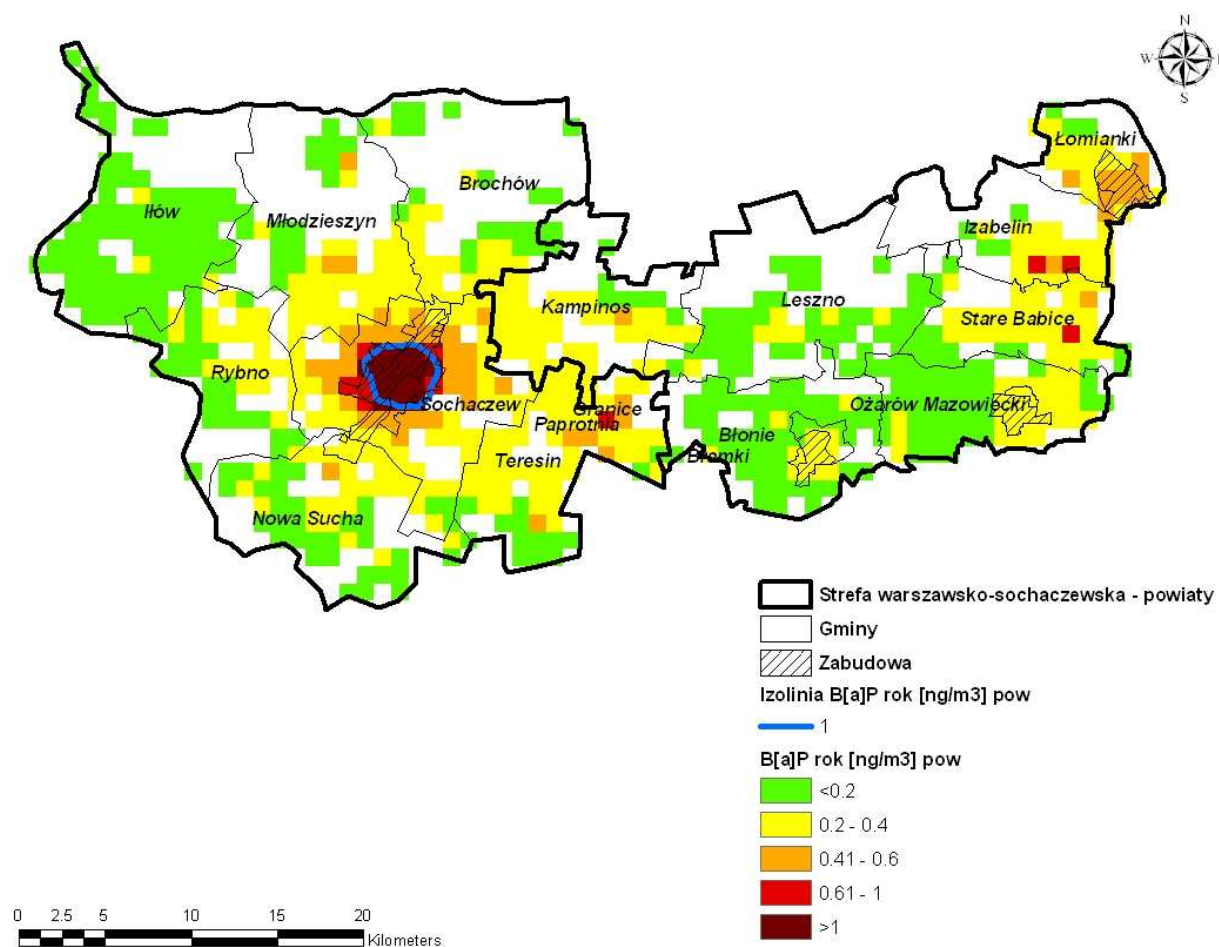 N
W
S
Łomianki
Brochów
Iłów
Młodzieszyn
Izabelin
Kampinos
Leszno
Stare Babice
Rybno
Sochaczew
Granice
Ożarów Mazowiecki
Paprotnia
Błonie
Teresin
Bramki
Nowa Sucha
Strefa warszawsko-sochaczewska - powiaty
Gminy
Zabudowa
Izolinia B[a]P rok [ng/m3] pow
1
B[a]P rok [ng/m3] pow
<0.2
0.2 - 0.4
0.41 - 0.6
0.61 - 1
>1
0 2.5 5 10 15 20
Kilometers